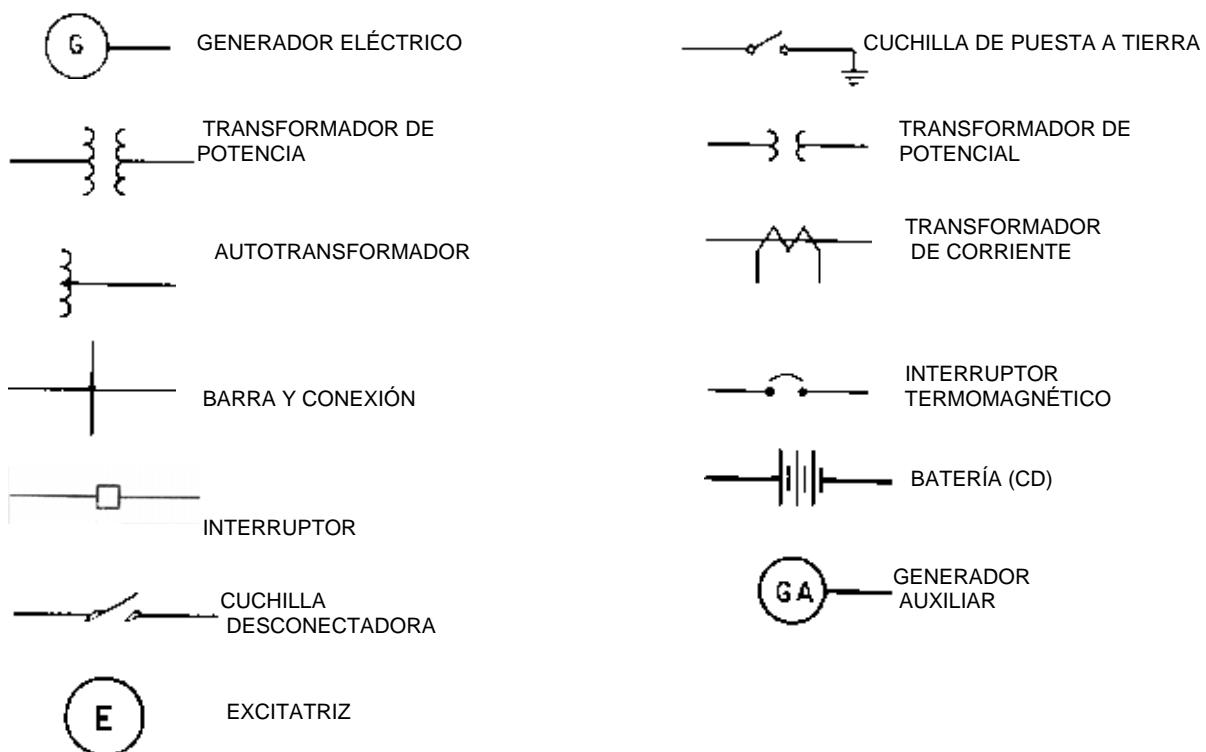 G
GENERADOR ELÉCTRICO
TRANSFORMADOR DE
POTENCIA
AUTOTRANSFORMADOR
BARRA Y CONEXIÓN
INTERRUPTOR
CUCHILLA
DESCONECTADORA
E
EXCITATRIZ
CUCHILLA DE PUESTA A TIERRA
TRANSFORMADOR DE
POTENCIAL
TRANSFORMADOR
DE CORRIENTE
INTERRUPTOR
TERMOMAGNÉTICO
BATERÍA (CD)
GA
GENERADOR
AUXILIAR